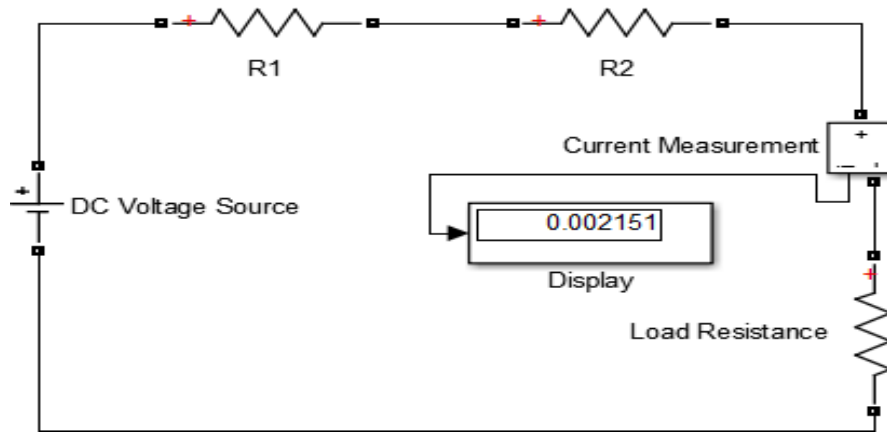 R1
R2
Current Measurement
DC Voltage Source
0.002151
Display
Load Resistance